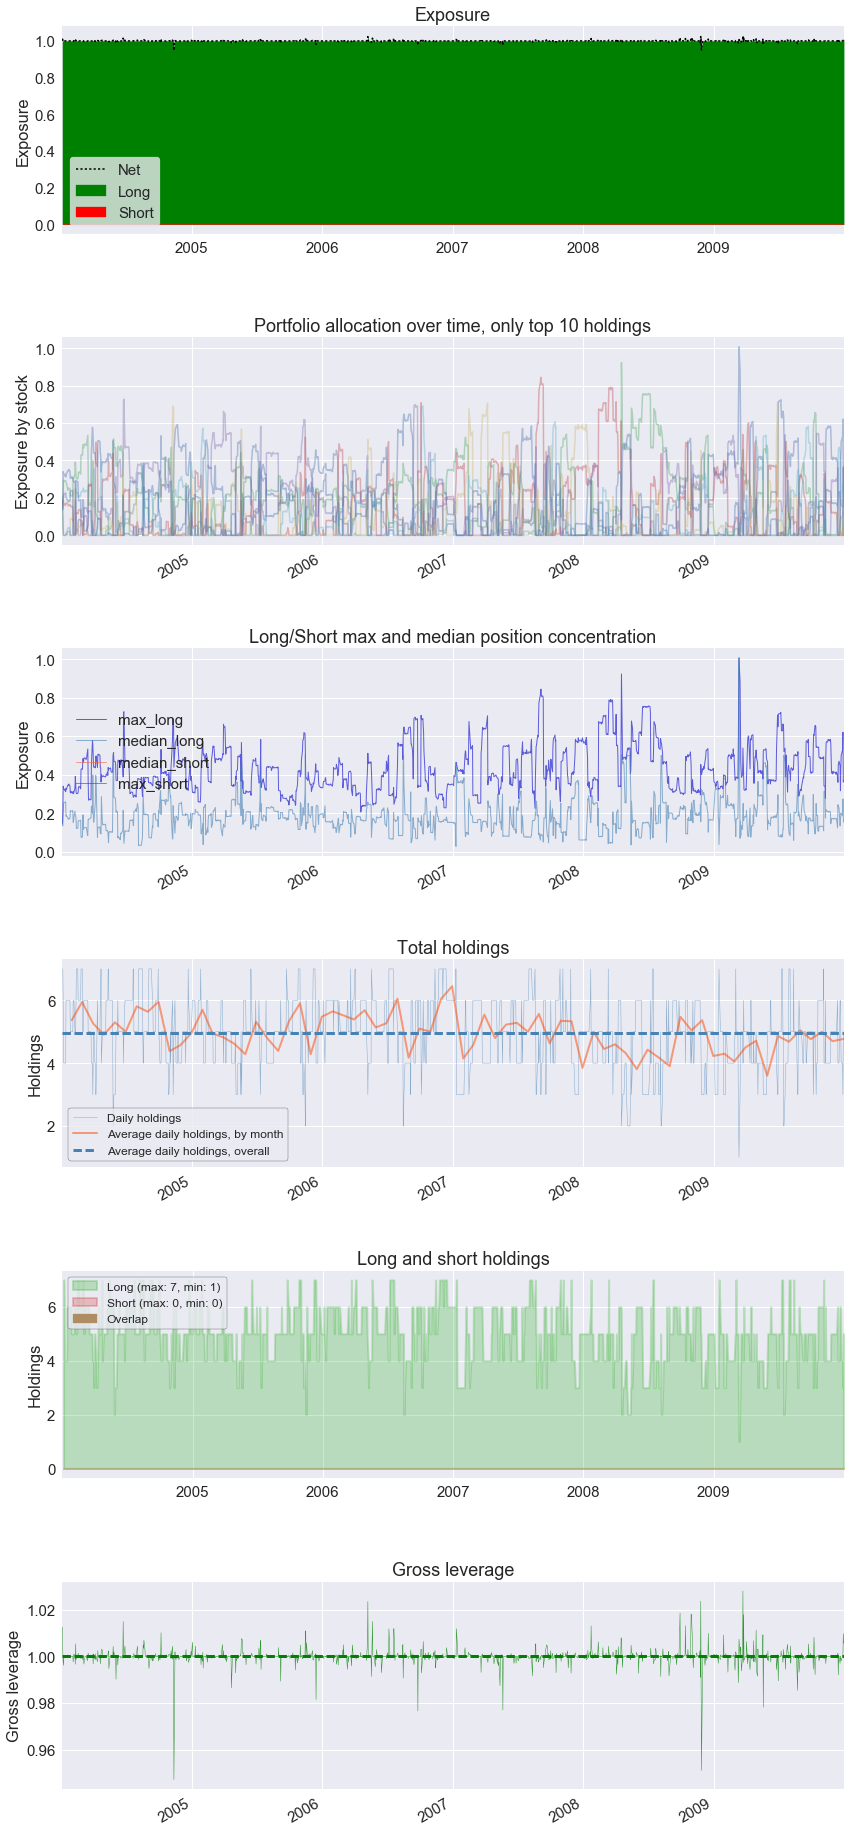 Exposure
1.0
0.8
0.6
0.4
0.2
0.0
Exposure
Net
Long
Short
2005 2006 2007 2008 2009
Portfolio allocation over time, only top 10 holdings
1.0
0.8
0.6
0.4
0.2
0.0
Exposure by stock
2005 2006 2007 2008 2009
Long/Short max and median position concentration
1.0
0.8
0.6
0.4
0.2
0.0
Exposure
max_long
median_long
median_short
max_short
2005 2006 2007 2008 2009
Total holdings
6
4
2
Holdings
Daily holdings
Average daily holdings, by month
Average daily holdings, overall
2005 2006 2007 2008 2009
Long and short holdings
Long (max: 7, min: 1)
Short (max: 0, min: 0)
Overlap
6
4
2
0
Holdings
2005 2006 2007 2008 2009
Gross leverage
1.02
1.00
0.98
0.96
Gross leverage
2005 2006 2007 2008 2009